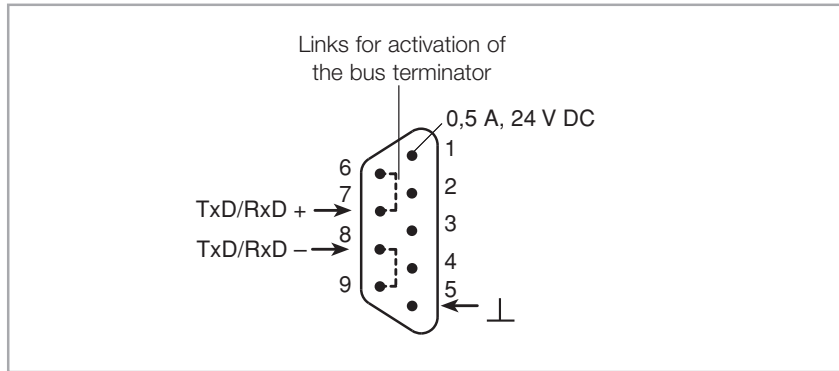 Links for activation of
the bus terminator
0,5 A, 24 V DC
1
6
2
7
TxD/RxD +
3
8
TxD/RxD –
4
9
5